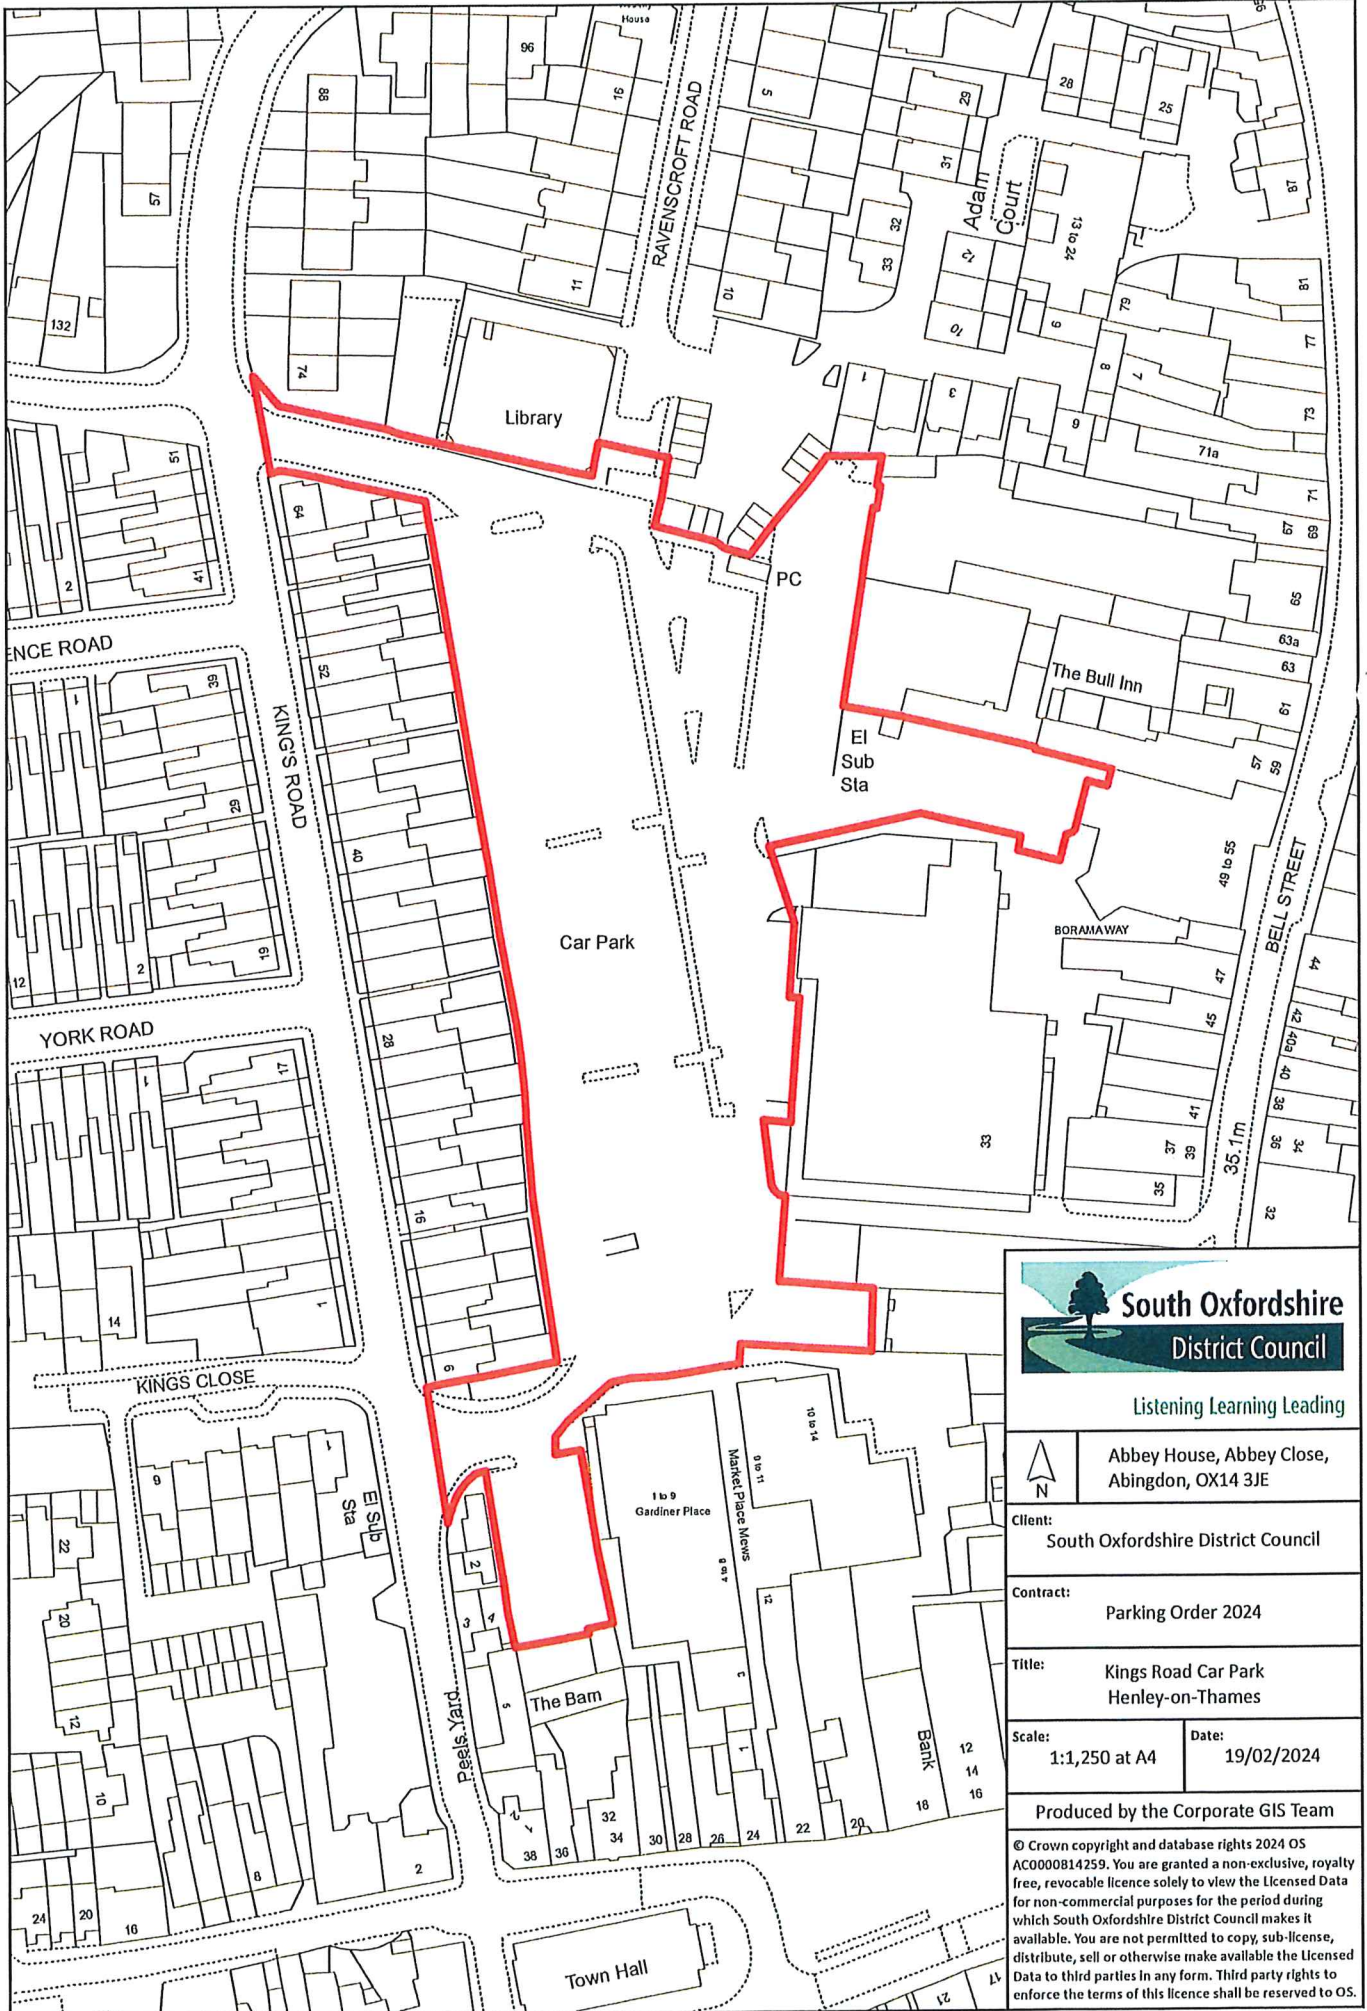 House
96
16
88
57
132
74
11
RAVENSCROFT ROAD
5
10
29
31
32
33
28
25
87
Adam
Court
13 to 24
12
10
9
8
7
79
81
77
73
71a
71
67
69
65
63a
63
61
57
59
1
3
6
Library
PC
The Bull Inn
El
Sub
Sta
51
41
2
64
52
ENCE ROAD
1
39
29
KING'S ROAD
40
19
12
2
Car Park
49 to 55
BELL STREET
BORAMA WAY
47
45
44
42
40a
40
38
36
34
32
41
37
39
35
35.1m
33
YORK ROAD
28
17
1
16
14
1
6
KINGS CLOSE
9
1
El Sub
Sta
22
20
12
10
2
3
4
5
1 to 9
Gardiner Place
Market Place Mews
9 to 11
10 to 14
12
The Barn
Peels Yard
Bank
12
14
16
18
20
22
24
26
28
30
32
34
36
38
2
8
16
20
24
Town Hall
17
21
South Oxfordshire
District Council
Listening Learning Leading
N
Abbey House, Abbey Close,
Abingdon, OX14 3JE
Client:
South Oxfordshire District Council
Contract:
Parking Order 2024
Title:
Kings Road Car Park
Henley-on-Thames
Scale:
1:1,250 at A4
Date:
19/02/2024
Produced by the Corporate GIS Team
© Crown copyright and database rights 2024 OS
AC0000814259. You are granted a non-exclusive, royalty
free, revocable licence solely to view the Licensed Data
for non-commercial purposes for the period during
which South Oxfordshire District Council makes it
available. You are not permitted to copy, sub-license,
distribute, sell or otherwise make available the Licensed
Data to third parties in any form. Third party rights to
enforce the terms of this licence shall be reserved to OS.